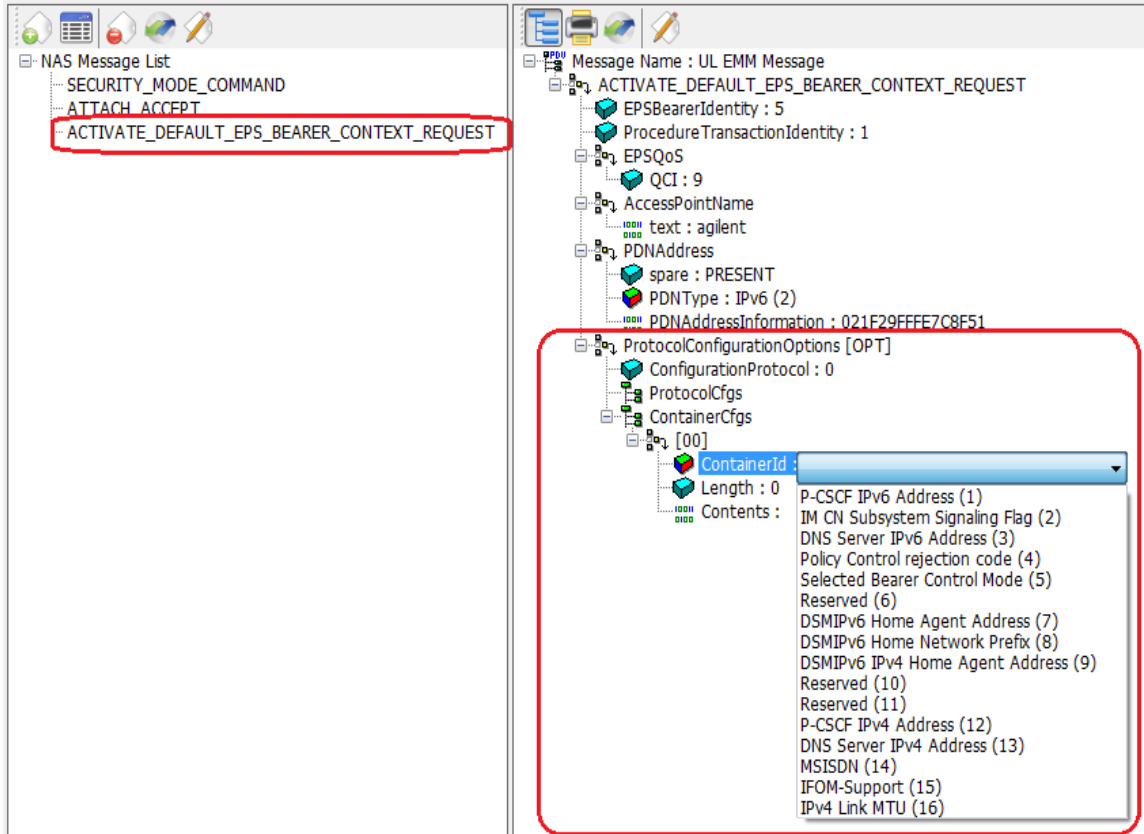 NAS Message List
SECURITY_MODE_COMMAND
ATTACH_ACCEPT
ACTIVATE_DEFAULT_EPS_BEARER_CONTEXT_REQUEST
Message Name : UL EMM Message
ACTIVATE_DEFAULT_EPS_BEARER_CONTEXT_REQUEST
EPSBearerIdentity : 5
ProcedureTransactionIdentity : 1
EPSQoS
QCI : 9
AccessPointName
text : agilent
PDNAddress
spare : PRESENT
PDNType : IPv6 (2)
PDNAddressInformation : 021F29FFFE7C8F51
ProtocolConfigurationOptions [OPT]
ConfigurationProtocol : 0
ProtocolCfgs
ContainerCfgs
[00]
ContainerId :
Length : 0
Contents :
P-CSCF IPv6 Address (1)
IM CN Subsystem Signaling Flag (2)
DNS Server IPv6 Address (3)
Policy Control rejection code (4)
Selected Bearer Control Mode (5)
Reserved (6)
DSMIPv6 Home Agent Address (7)
DSMIPv6 Home Network Prefix (8)
DSMIPv6 IPv4 Home Agent Address (9)
Reserved (10)
Reserved (11)
P-CSCF IPv4 Address (12)
DNS Server IPv4 Address (13)
MSISDN (14)
IFOM-Support (15)
IPv4 Link MTU (16)